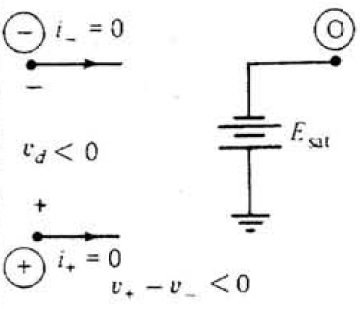 − i₋ = 0
O
−
v_d < 0
E_sat
+
+ i₊ = 0
v₊ − v₋ < 0